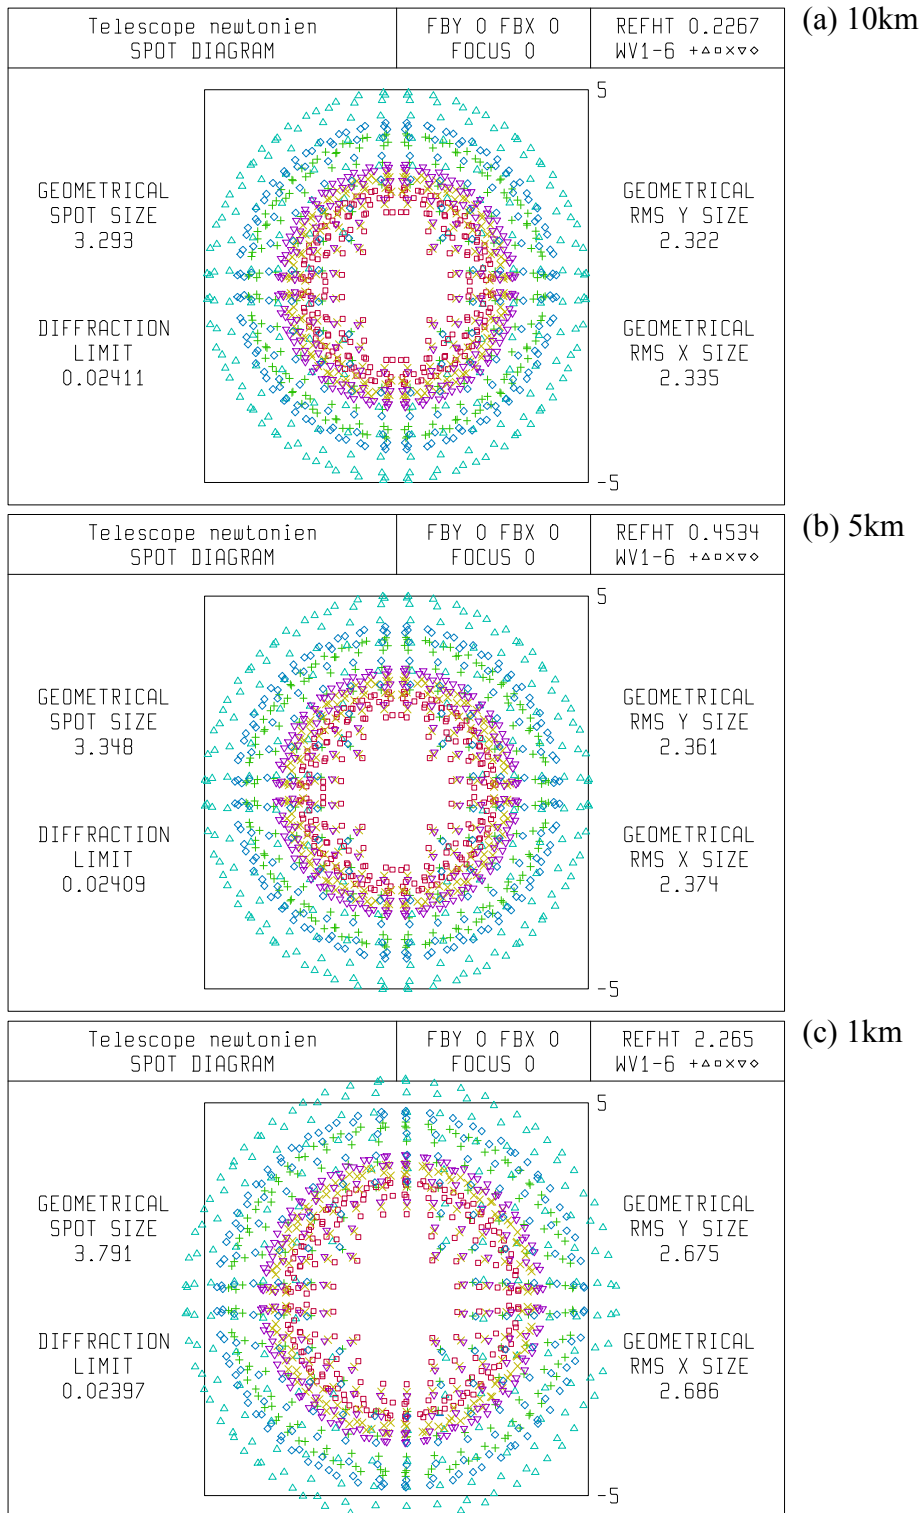 (a) 10km
Telescope newtonien
SPOT DIAGRAM
FBY 0 FBX 0
FOCUS 0
REFHT 0.2267
WV1-6 +△□×▽◇
5
GEOMETRICAL
SPOT SIZE
3.293
GEOMETRICAL
RMS Y SIZE
2.322
DIFFRACTION
LIMIT
0.02411
GEOMETRICAL
RMS X SIZE
2.335
-5
(b) 5km
Telescope newtonien
SPOT DIAGRAM
FBY 0 FBX 0
FOCUS 0
REFHT 0.4534
WV1-6 +△□×▽◇
5
GEOMETRICAL
SPOT SIZE
3.348
GEOMETRICAL
RMS Y SIZE
2.361
DIFFRACTION
LIMIT
0.02409
GEOMETRICAL
RMS X SIZE
2.374
-5
(c) 1km
Telescope newtonien
SPOT DIAGRAM
FBY 0 FBX 0
FOCUS 0
REFHT 2.265
WV1-6 +△□×▽◇
5
GEOMETRICAL
SPOT SIZE
3.791
GEOMETRICAL
RMS Y SIZE
2.675
DIFFRACTION
LIMIT
0.02397
GEOMETRICAL
RMS X SIZE
2.686
-5